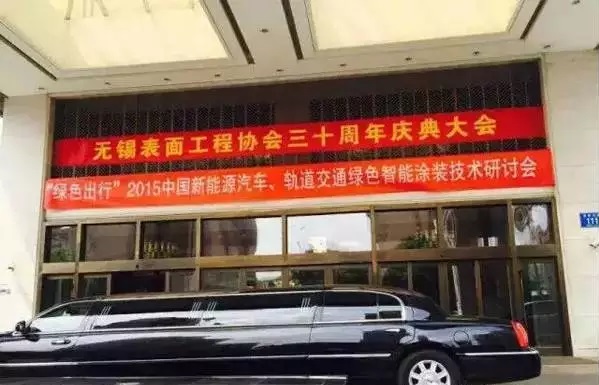 无锡表面工程协会三十周年庆典大会
“绿色出行”2015中国新能源汽车、轨道交通绿色智能涂装技术研讨会
111